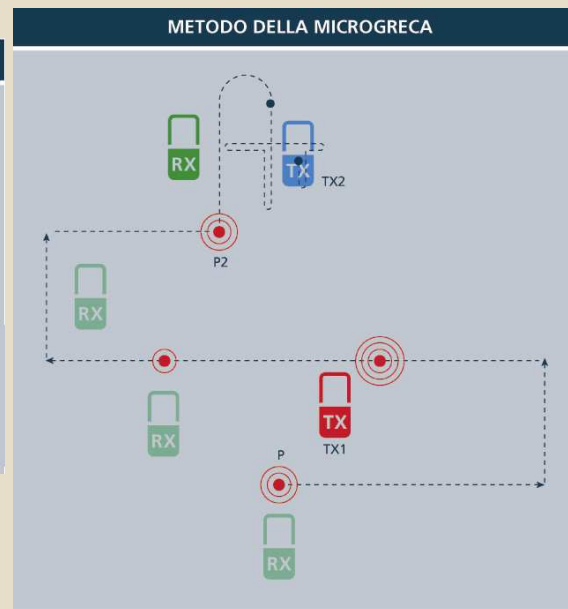 METODO DELLA MICROGRECA
RX
TX
TX2
P2
RX
RX
TX
TX1
P
RX